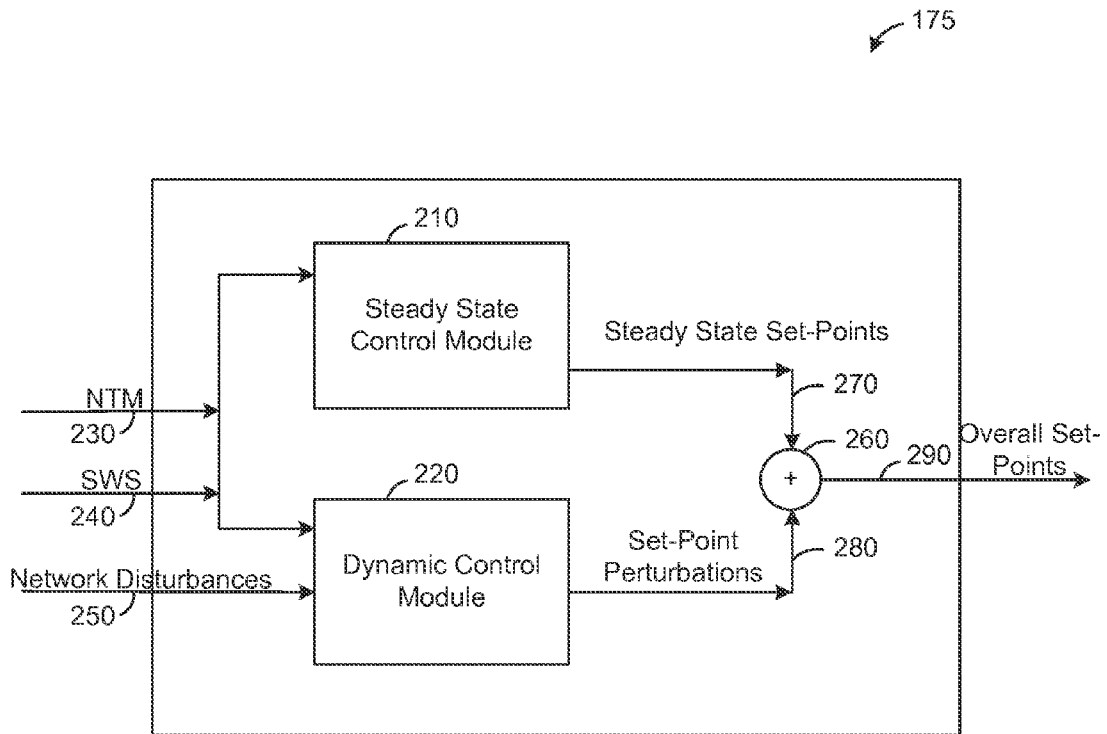 175
210
Steady State
Control Module
Steady State Set-Points
270
NTM
230
260
Overall Set-
Points
290
SWS
240
220
+
Dynamic Control
Module
Set-Point
Perturbations
280
Network Disturbances
250